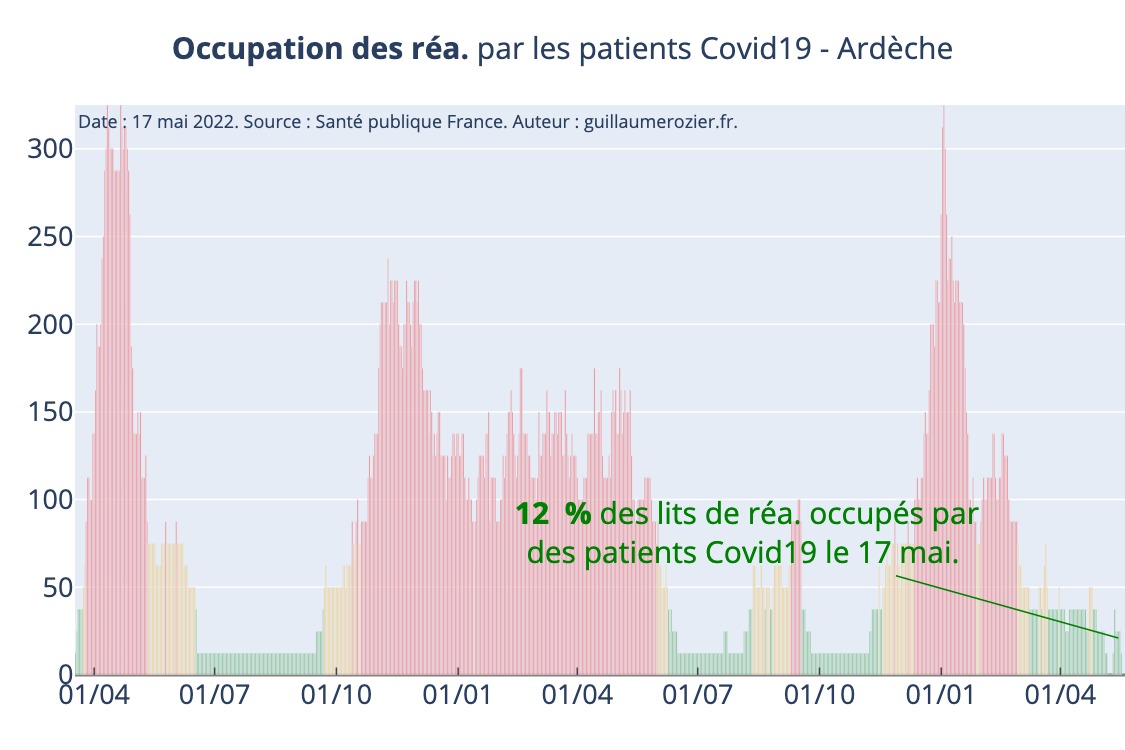 Occupation des réa. par les patients Covid19 - Ardèche
Date : 17 mai 2022. Source : Santé publique France. Auteur : guillaumerozier.fr.
300
250
200
150
100
50
0
12 % des lits de réa. occupés par
des patients Covid19 le 17 mai.
01/04 01/07 01/10 01/01 01/04 01/07 01/10 01/01 01/04